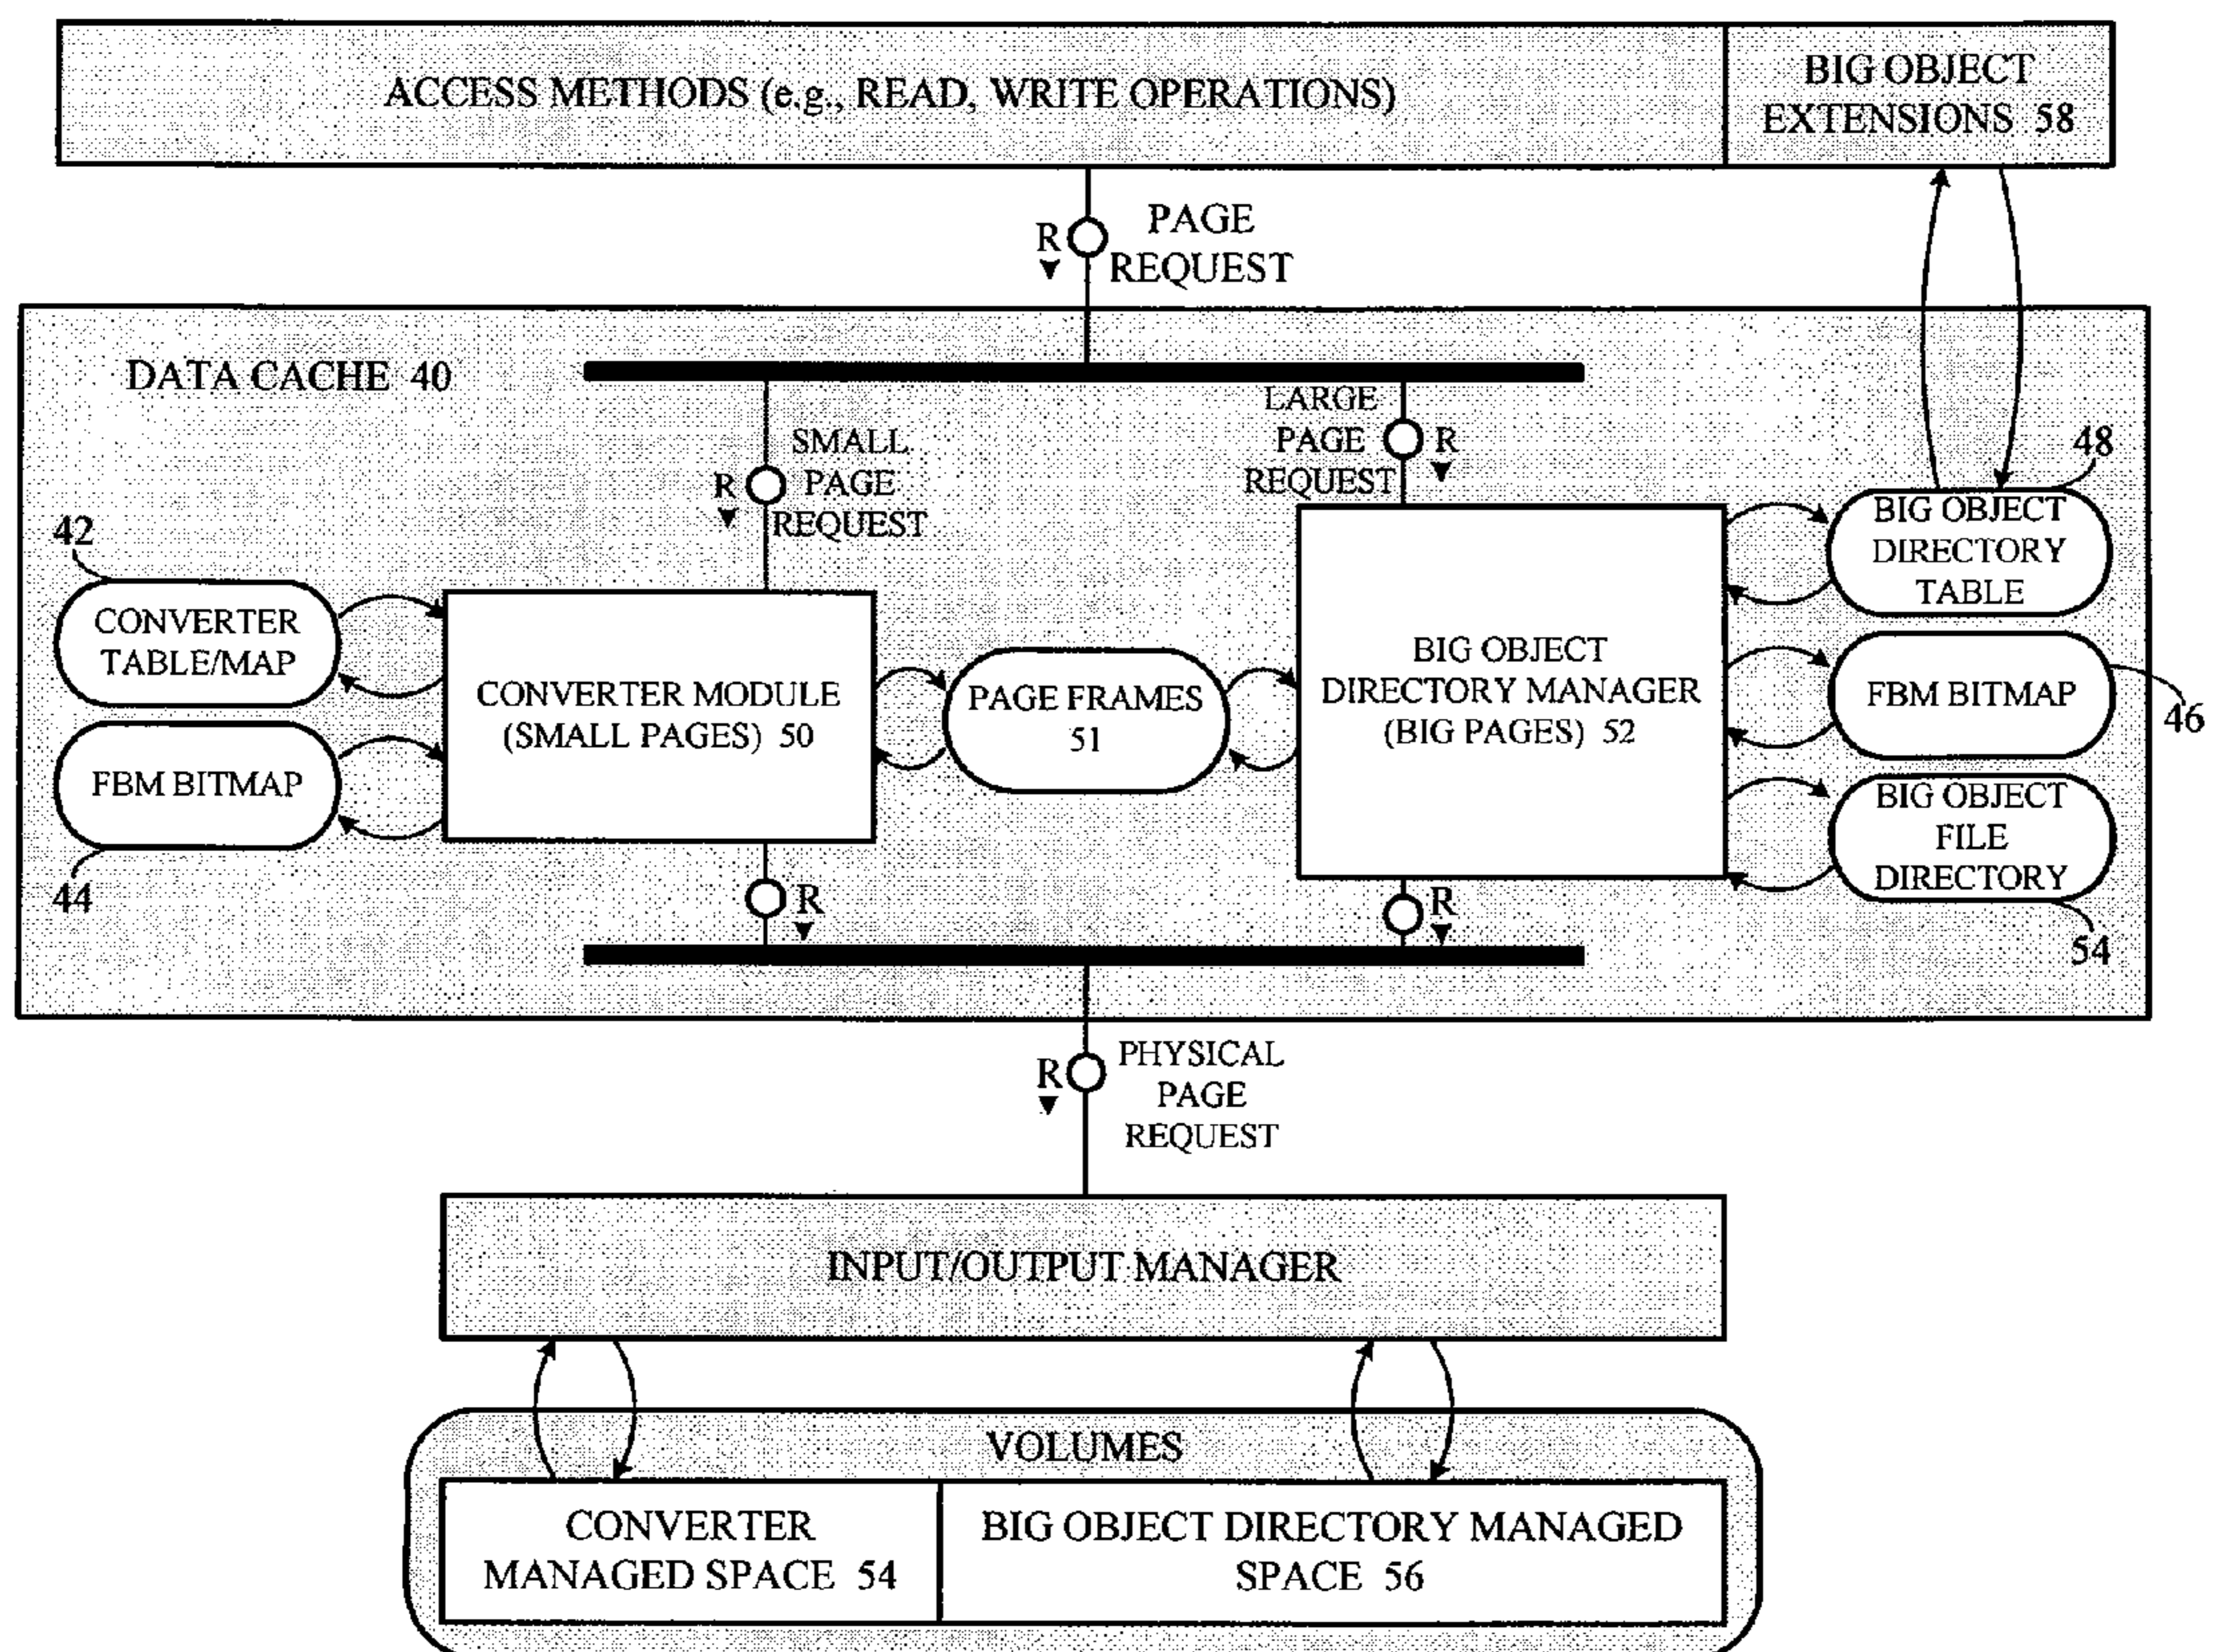 ACCESS METHODS (e.g., READ, WRITE OPERATIONS)
BIG OBJECT
EXTENSIONS 58
R
PAGE
REQUEST
DATA CACHE 40
SMALL
PAGE
REQUEST
R
LARGE
PAGE
REQUEST
R
42
CONVERTER
TABLE/MAP
FBM BITMAP
44
CONVERTER MODULE
(SMALL PAGES) 50
PAGE FRAMES
51
BIG OBJECT
DIRECTORY MANAGER
(BIG PAGES) 52
48
BIG OBJECT
DIRECTORY
TABLE
FBM BITMAP
46
BIG OBJECT
FILE
DIRECTORY
54
R
R
R
PHYSICAL
PAGE
REQUEST
INPUT/OUTPUT MANAGER
VOLUMES
CONVERTER
MANAGED SPACE 54
BIG OBJECT DIRECTORY MANAGED
SPACE 56